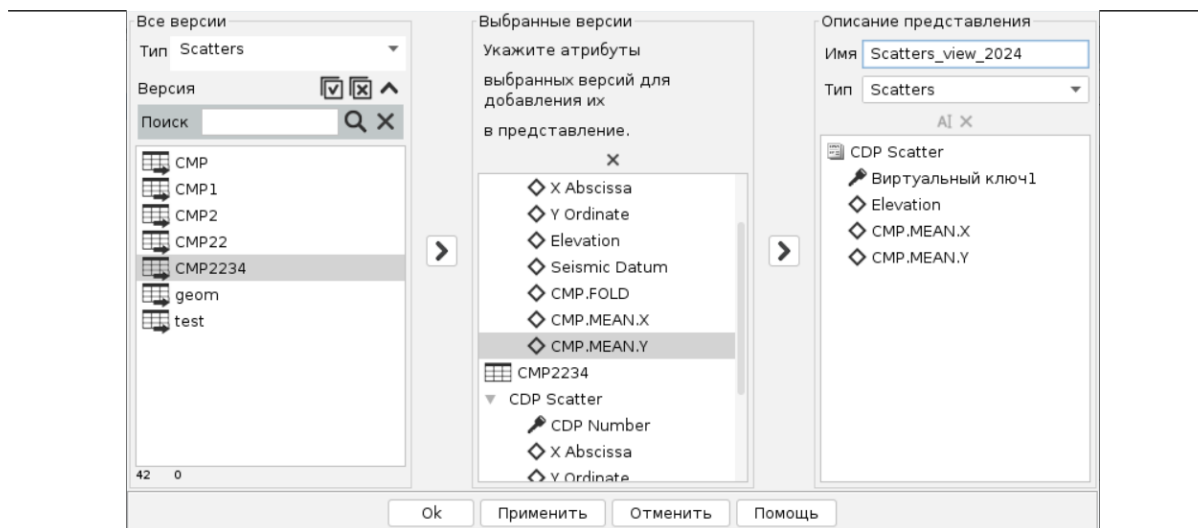 Все версии
Тип Scatters
Версия
Поиск
CMP
CMP1
CMP2
CMP22
CMP2234
geom
test
42 0
Выбранные версии
Укажите атрибуты
выбранных версий для
добавления их
в представление.
X Abscissa
Y Ordinate
Elevation
Seismic Datum
CMP.FOLD
CMP.MEAN.X
CMP.MEAN.Y
CMP2234
CDP Scatter
CDP Number
X Abscissa
Y Ordinate
Описание представления
Имя Scatters_view_2024
Тип Scatters
AI
CDP Scatter
Виртуальный ключ1
Elevation
CMP.MEAN.X
CMP.MEAN.Y
Ok Применить Отменить Помощь